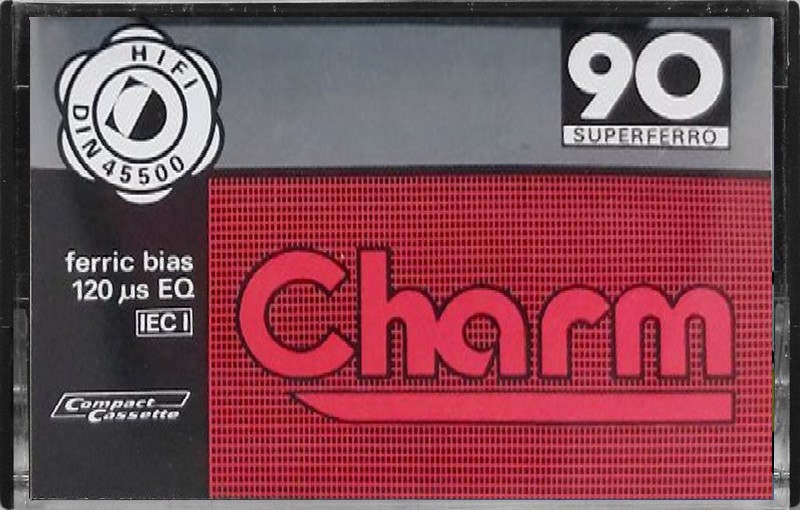 HIFI
DIN 45500
90
SUPERFERRO
ferric bias
120 µs EQ
IEC I
Compact
Cassette
Charm